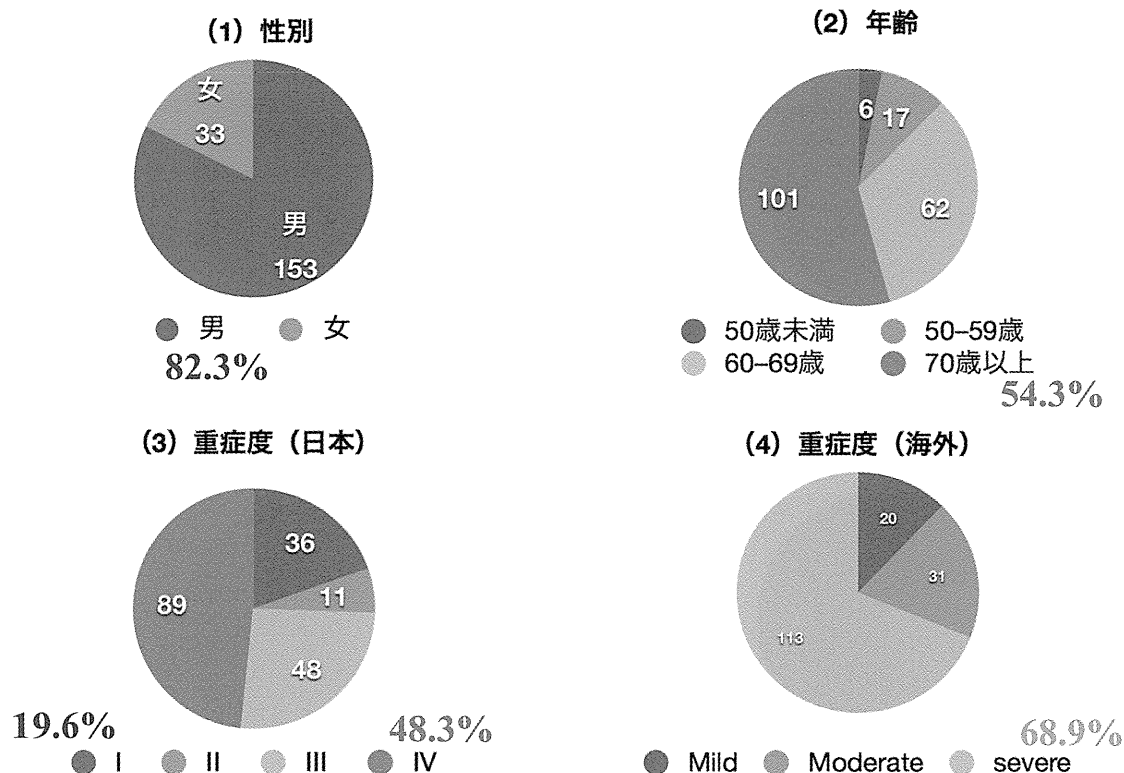 (1) 性別
女
33
男
153
男 女
82.3%
(2) 年齢
6
17
101
62
50歳未満 50–59歳
60–69歳 70歳以上
54.3%
(3) 重症度(日本)
36
11
89
48
19.6%
48.3%
I II III IV
(4) 重症度(海外)
20
31
113
68.9%
Mild Moderate severe